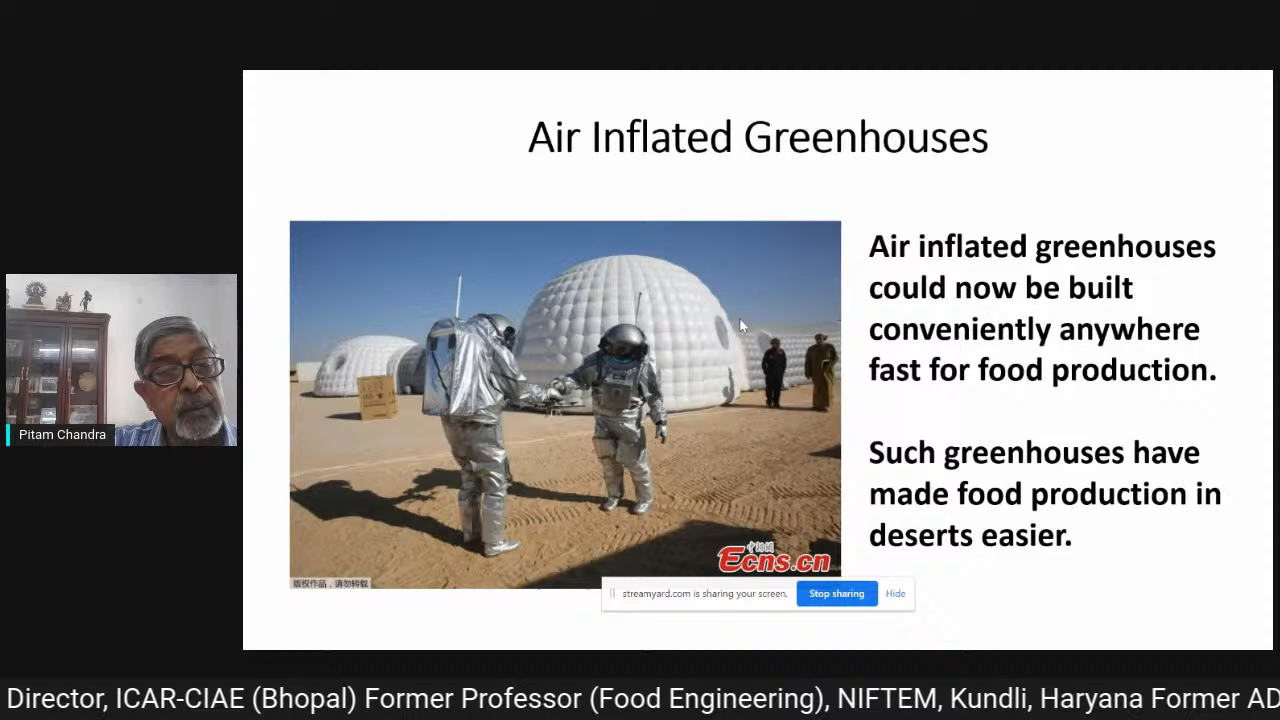 Air Inflated Greenhouses
Air inflated greenhouses
could now be built
conveniently anywhere
fast for food production.
Such greenhouses have
made food production in
deserts easier.
Pitam Chandra
中新网
Ecns.cn
版权作品，请勿转载
streamyard.com is sharing your screen.
Stop sharing
Hide
Director, ICAR-CIAE (Bhopal) Former Professor (Food Engineering), NIFTEM, Kundli, Haryana Former AD